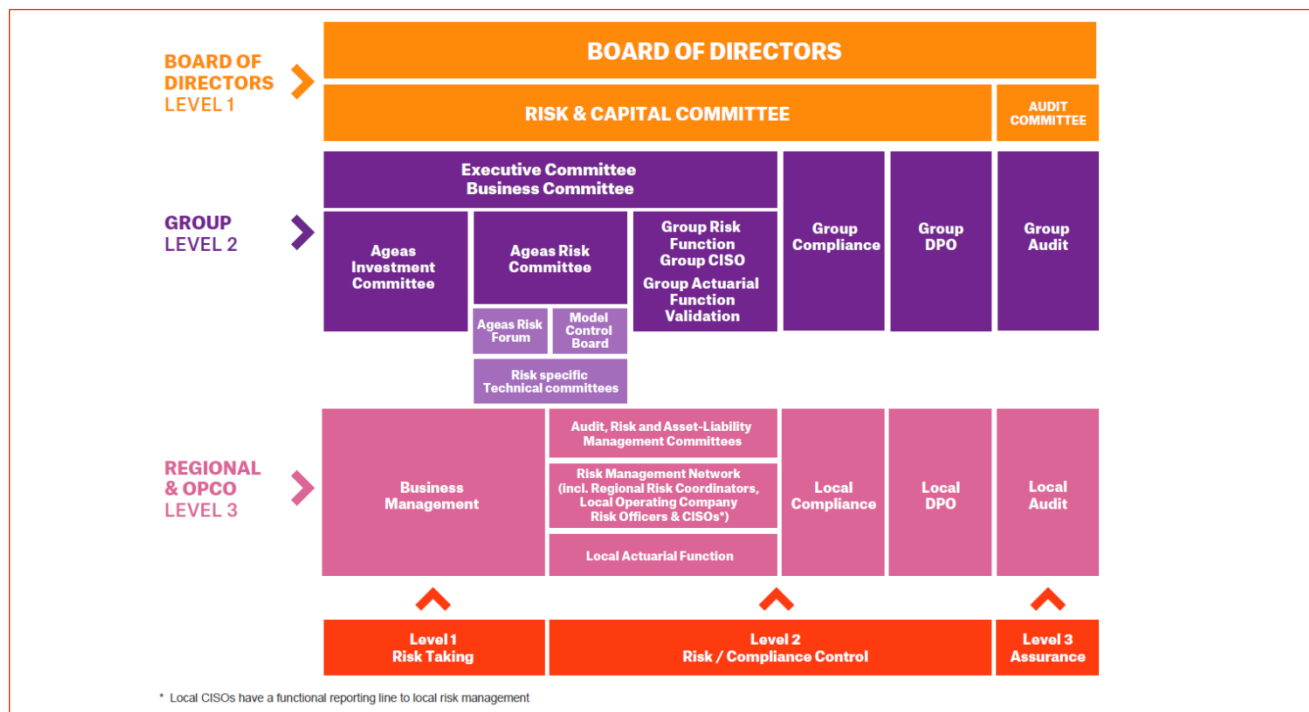 BOARD OF
DIRECTORS
LEVEL 1
BOARD OF DIRECTORS
RISK & CAPITAL COMMITTEE
AUDIT
COMMITTEE
GROUP
LEVEL 2
Executive Committee
Business Committee
Ageas
Investment
Committee
Ageas Risk
Committee
Group Risk
Function
Group CISO
Group Actuarial
Function
Validation
Group
Compliance
Group
DPO
Group
Audit
Ageas Risk
Forum
Model
Control
Board
Risk specific
Technical committees
REGIONAL
& OPCO
LEVEL 3
Business
Management
Audit, Risk and Asset-Liability
Management Committees
Risk Management Network
(incl. Regional Risk Coordinators,
Local Operating Company
Risk Officers & CISOs*)
Local Actuarial Function
Local
Compliance
Local
DPO
Local
Audit
Level 1
Risk Taking
Level 2
Risk / Compliance Control
Level 3
Assurance
* Local CISOs have a functional reporting line to local risk management